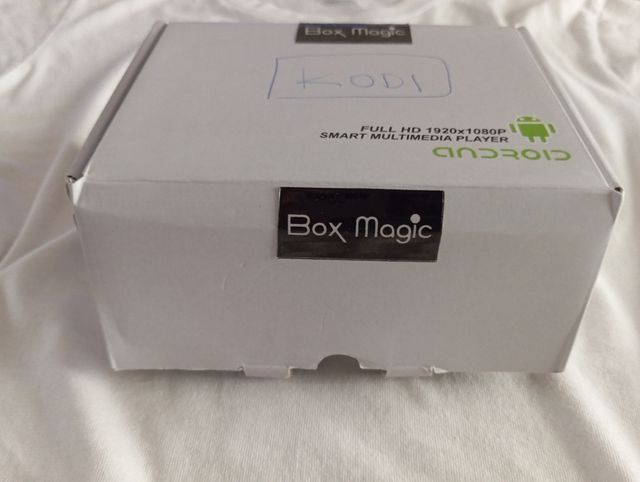 Box Magic
KODI
FULL HD 1920x1080P
SMART MULTIMEDIA PLAYER
ANDROID
Box Magic